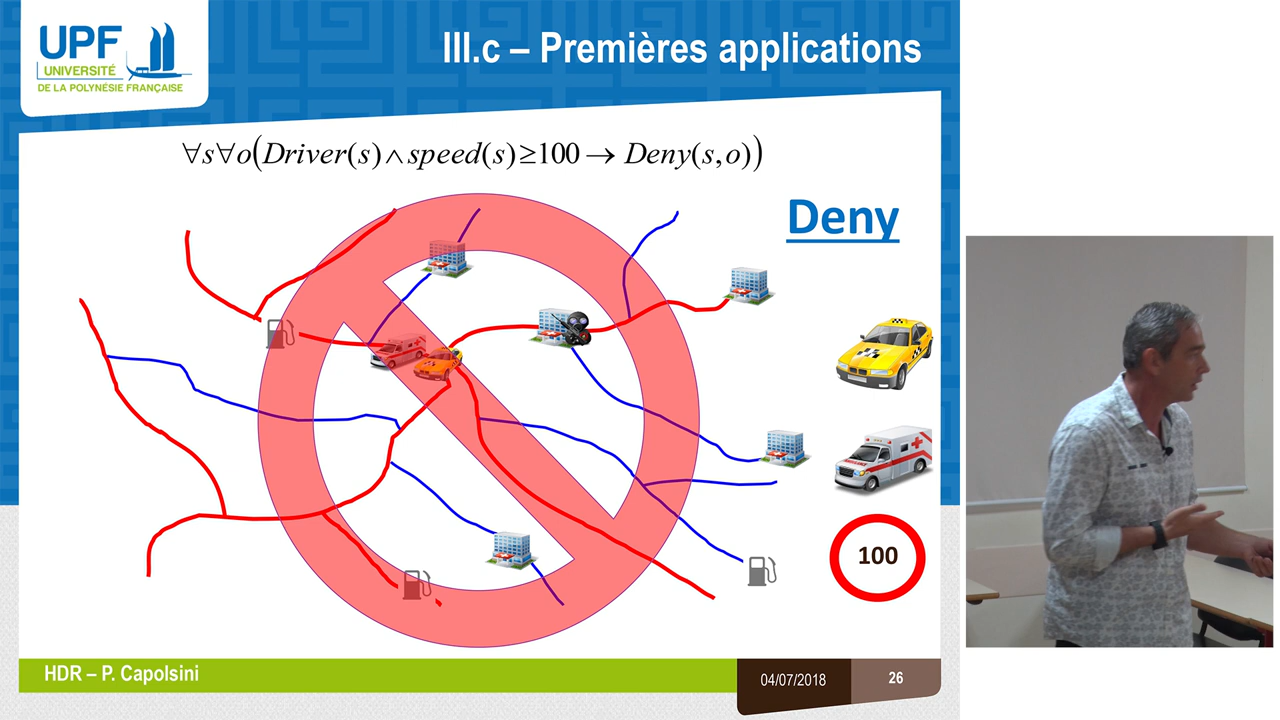 UPF
UNIVERSITÉ
DE LA POLYNÉSIE FRANÇAISE
III.c – Premières applications
∀s∀o(Driver(s)∧speed(s)≥100 → Deny(s,o))
Deny
100
HDR – P. Capolsini
04/07/2018
26